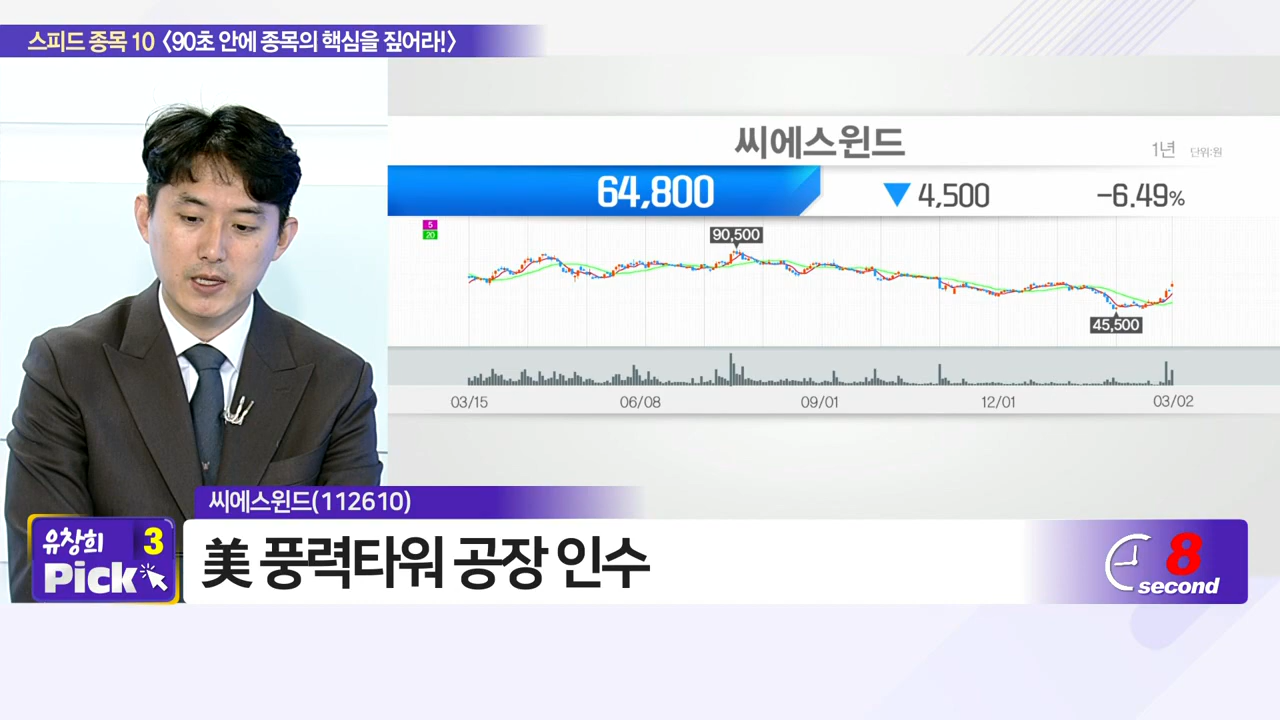 스피드 종목 10 〈90초 안에 종목의 핵심을 짚어라!〉
씨에스윈드
1년 단위:원
64,800 ▼ 4,500 -6.49%
5
20
90,500
45,500
03/15 06/08 09/01 12/01 03/02
씨에스윈드(112610)
유창희 3
Pick
美 풍력타워 공장 인수
8
second